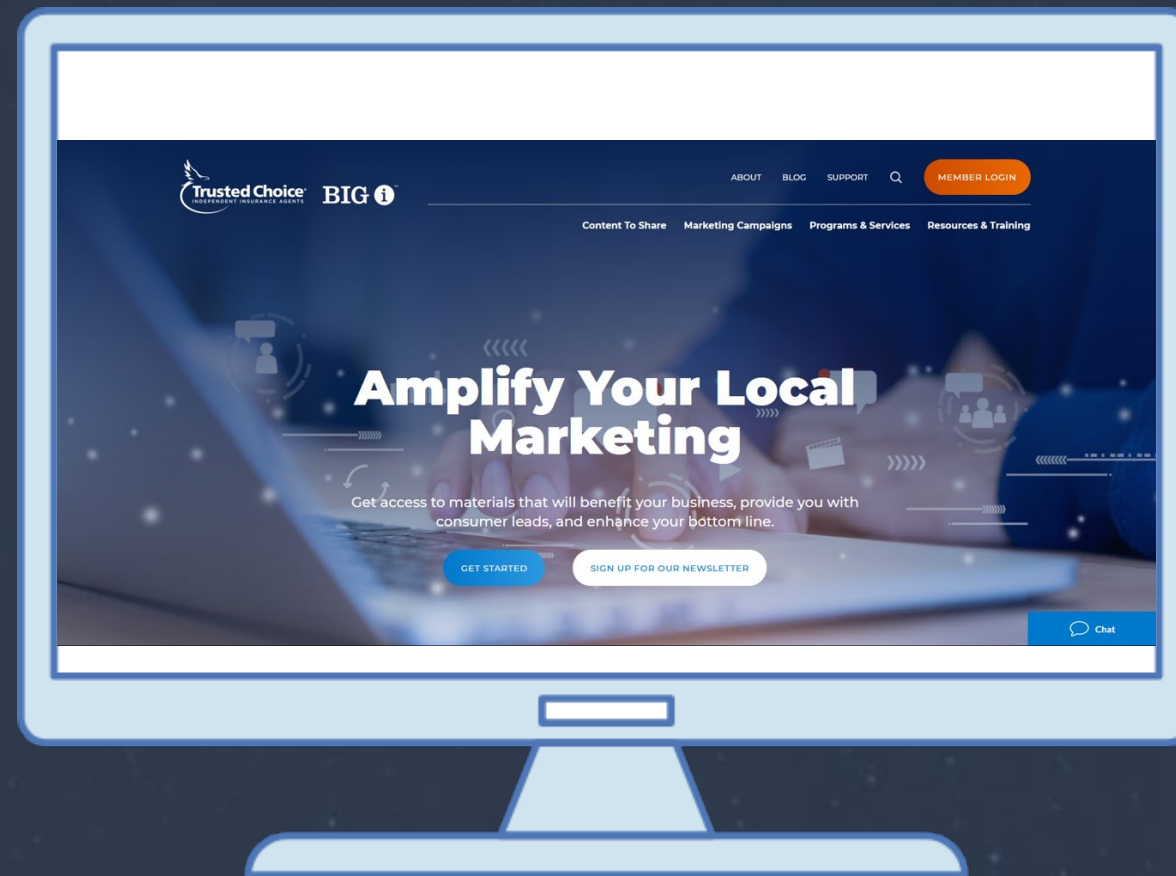 Trusted Choice®
INDEPENDENT INSURANCE AGENTS
BIG i
ABOUT BLOG SUPPORT MEMBER LOGIN
Content To Share Marketing Campaigns Programs & Services Resources & Training
Amplify Your Local
Marketing
Get access to materials that will benefit your business, provide you with
consumer leads, and enhance your bottom line.
GET STARTED SIGN UP FOR OUR NEWSLETTER
Chat